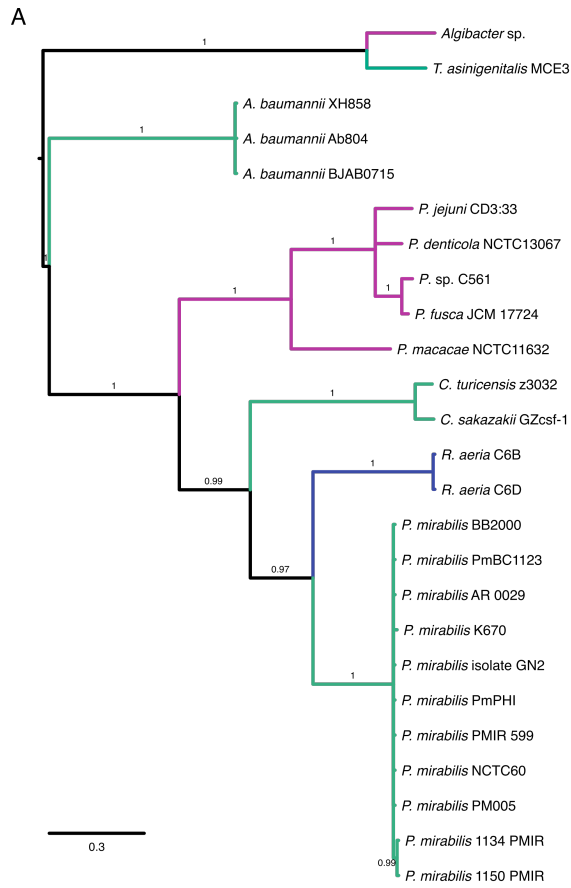 A
1
Algibacter sp.
T. asinigenitalis MCE3
A. baumannii XH858
1
A. baumannii Ab804
A. baumannii BJAB0715
P. jejuni CD3:33
1
P. denticola NCTC13067
1
P. sp. C561
1
1
P. fusca JCM 17724
P. macacae NCTC11632
1
C. turicensis z3032
1
C. sakazakii GZcsf-1
R. aeria C6B
1
0.99
R. aeria C6D
P. mirabilis BB2000
P. mirabilis PmBC1123
0.97
P. mirabilis AR 0029
P. mirabilis K670
P. mirabilis isolate GN2
1
P. mirabilis PmPHI
P. mirabilis PMIR 599
P. mirabilis NCTC60
P. mirabilis PM005
P. mirabilis 1134 PMIR
0.3
0.99
P. mirabilis 1150 PMIR